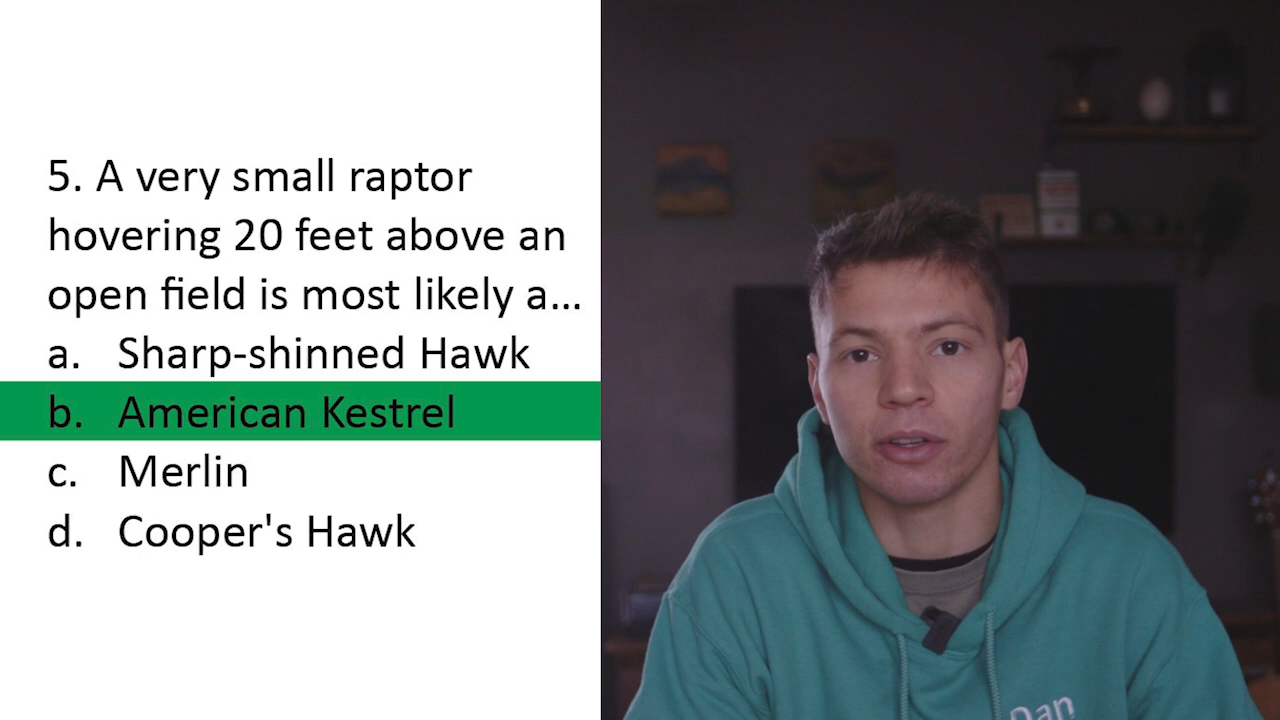 5. A very small raptor
hovering 20 feet above an
open field is most likely a...
a. Sharp-shinned Hawk
b. American Kestrel
c. Merlin
d. Cooper's Hawk
Dan